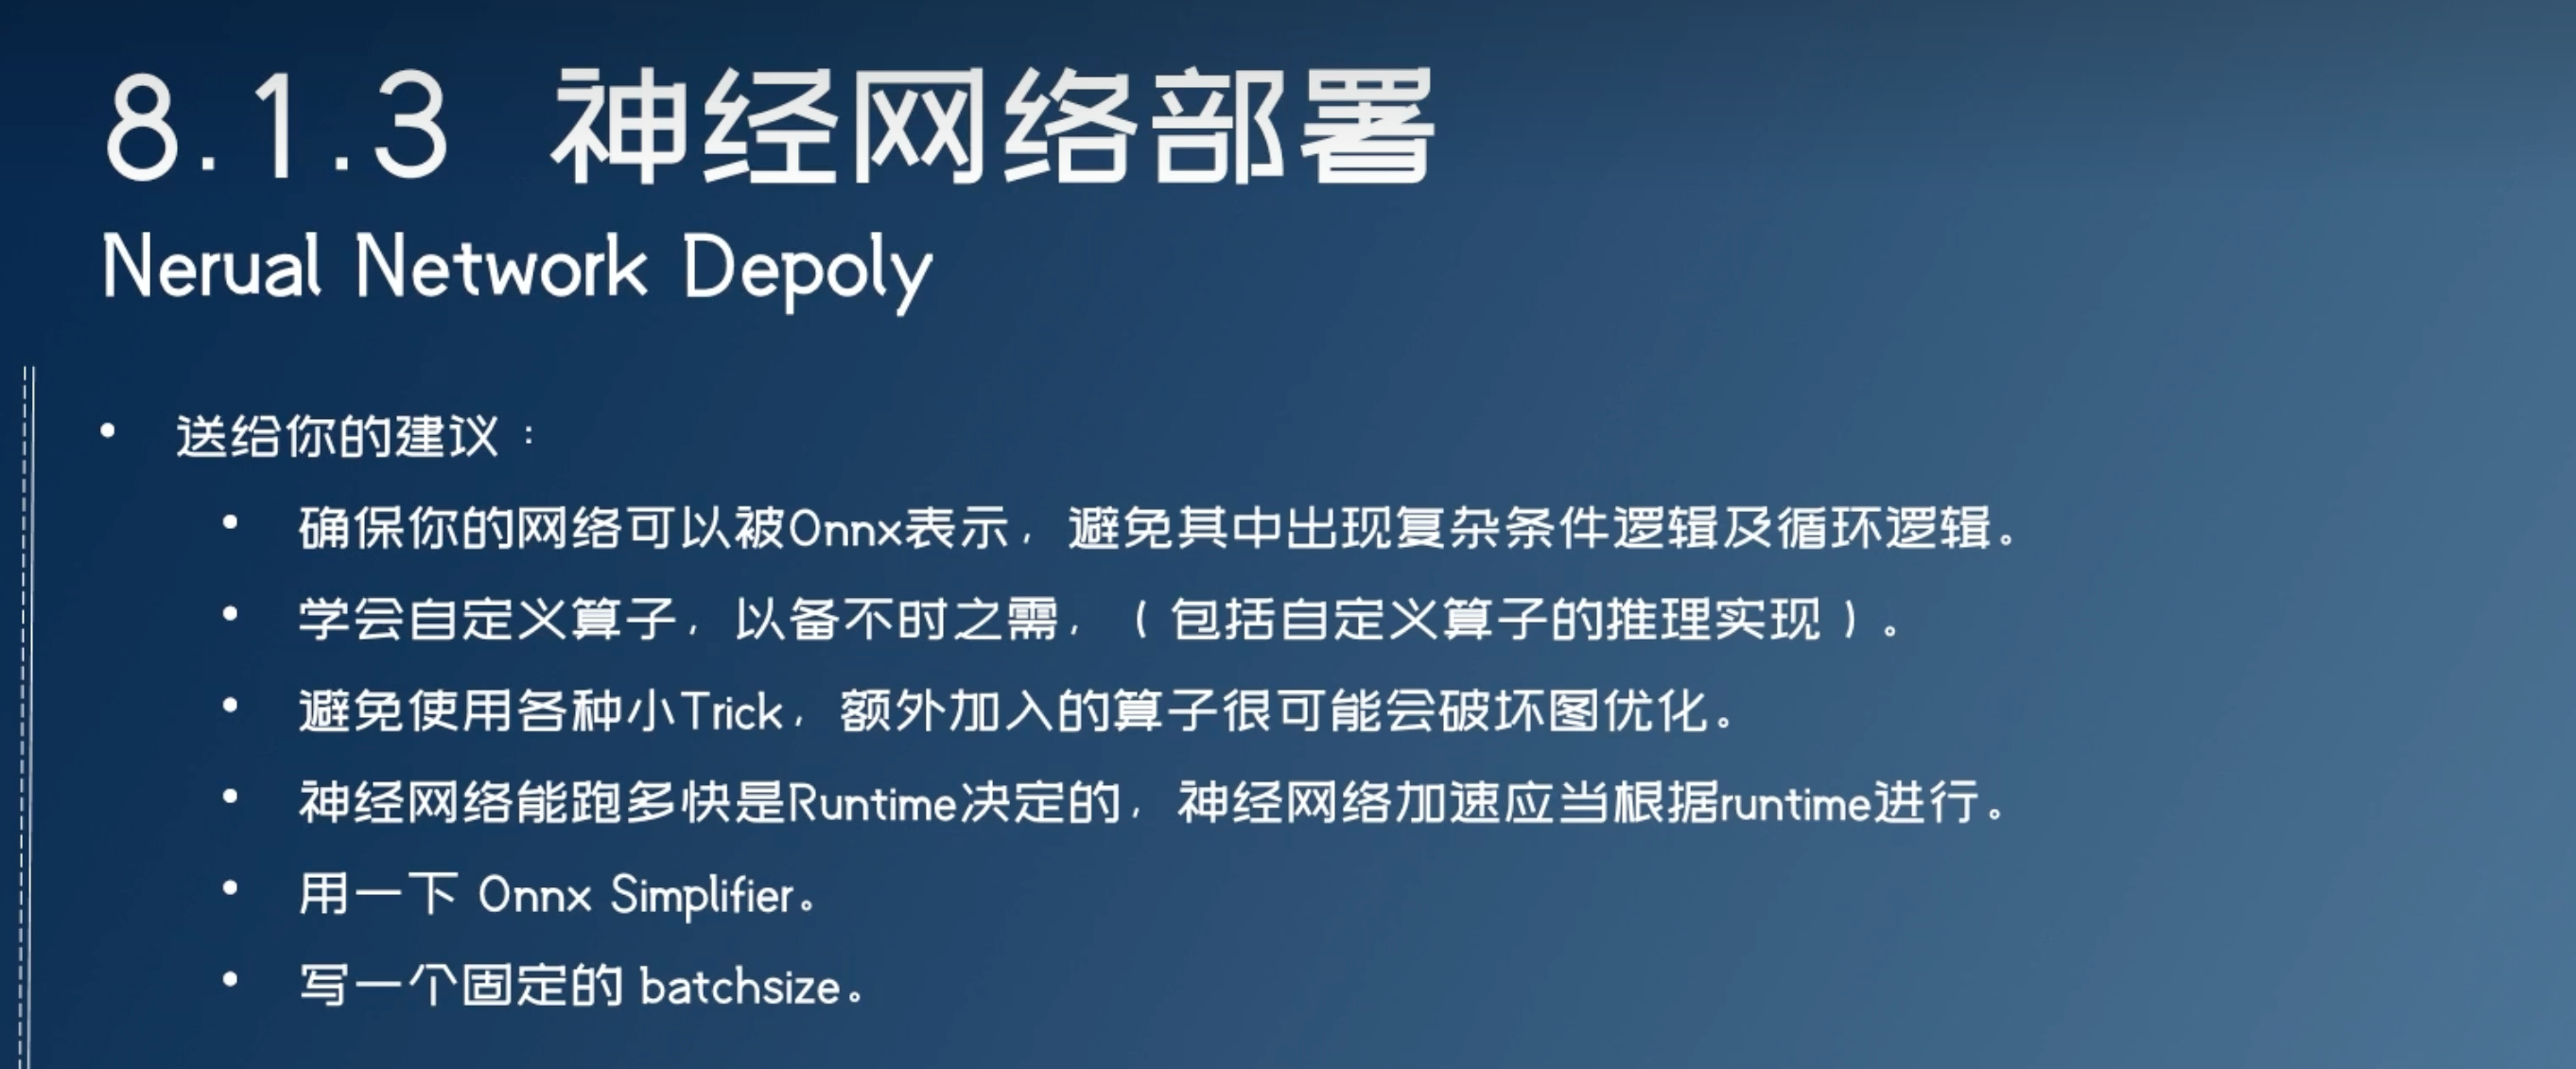 8.1.3 神经网络部署
Nerual Network Depoly
• 送给你的建议：
• 确保你的网络可以被Onnx表示，避免其中出现复杂条件逻辑及循环逻辑。
• 学会自定义算子，以备不时之需，（包括自定义算子的推理实现）。
• 避免使用各种小Trick，额外加入的算子很可能会破坏图优化。
• 神经网络能跑多快是Runtime决定的，神经网络加速应当根据runtime进行。
• 用一下 Onnx Simplifier。
• 写一个固定的 batchsize。